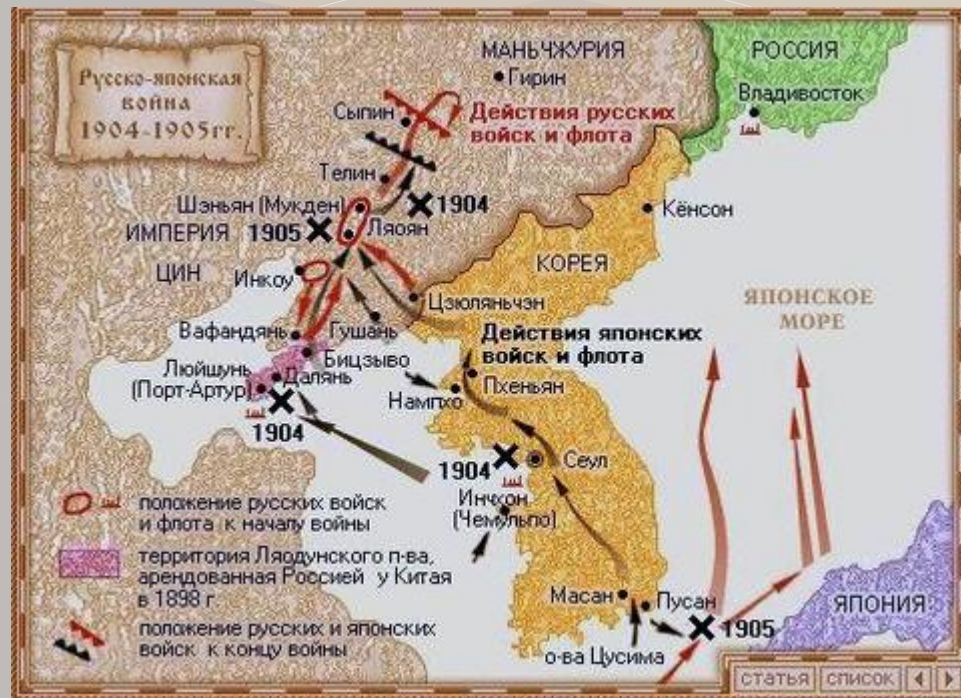 Русско-японская
война
1904-1905гг.
МАНЬЧЖУРИЯ
Гирин
РОССИЯ
Владивосток
Сыпин
Действия русских
войск и флота
Телин
Шэньян (Мукден)
1904
ИМПЕРИЯ
1905
Ляоян
Кёнсон
ЦИН
Инкоу
КОРЕЯ
Цзюляньчэн
ЯПОНСКОЕ
МОРЕ
Вафандянь
Гушань
Действия японских
войск и флота
Бицзыво
Люйшунь
(Порт-Артур)
Далянь
Пхеньян
Нампхо
1904
1904
Сеул
Инчхон
(Чемульпо)
положение русских войск
и флота к началу войны
территория Ляодунского п-ва,
арендованная Россией у Китая
в 1898 г
Масан
Пусан
ЯПОНИЯ
1905
положение русских и японских
войск к концу войны
о-ва Цусима
статья
список